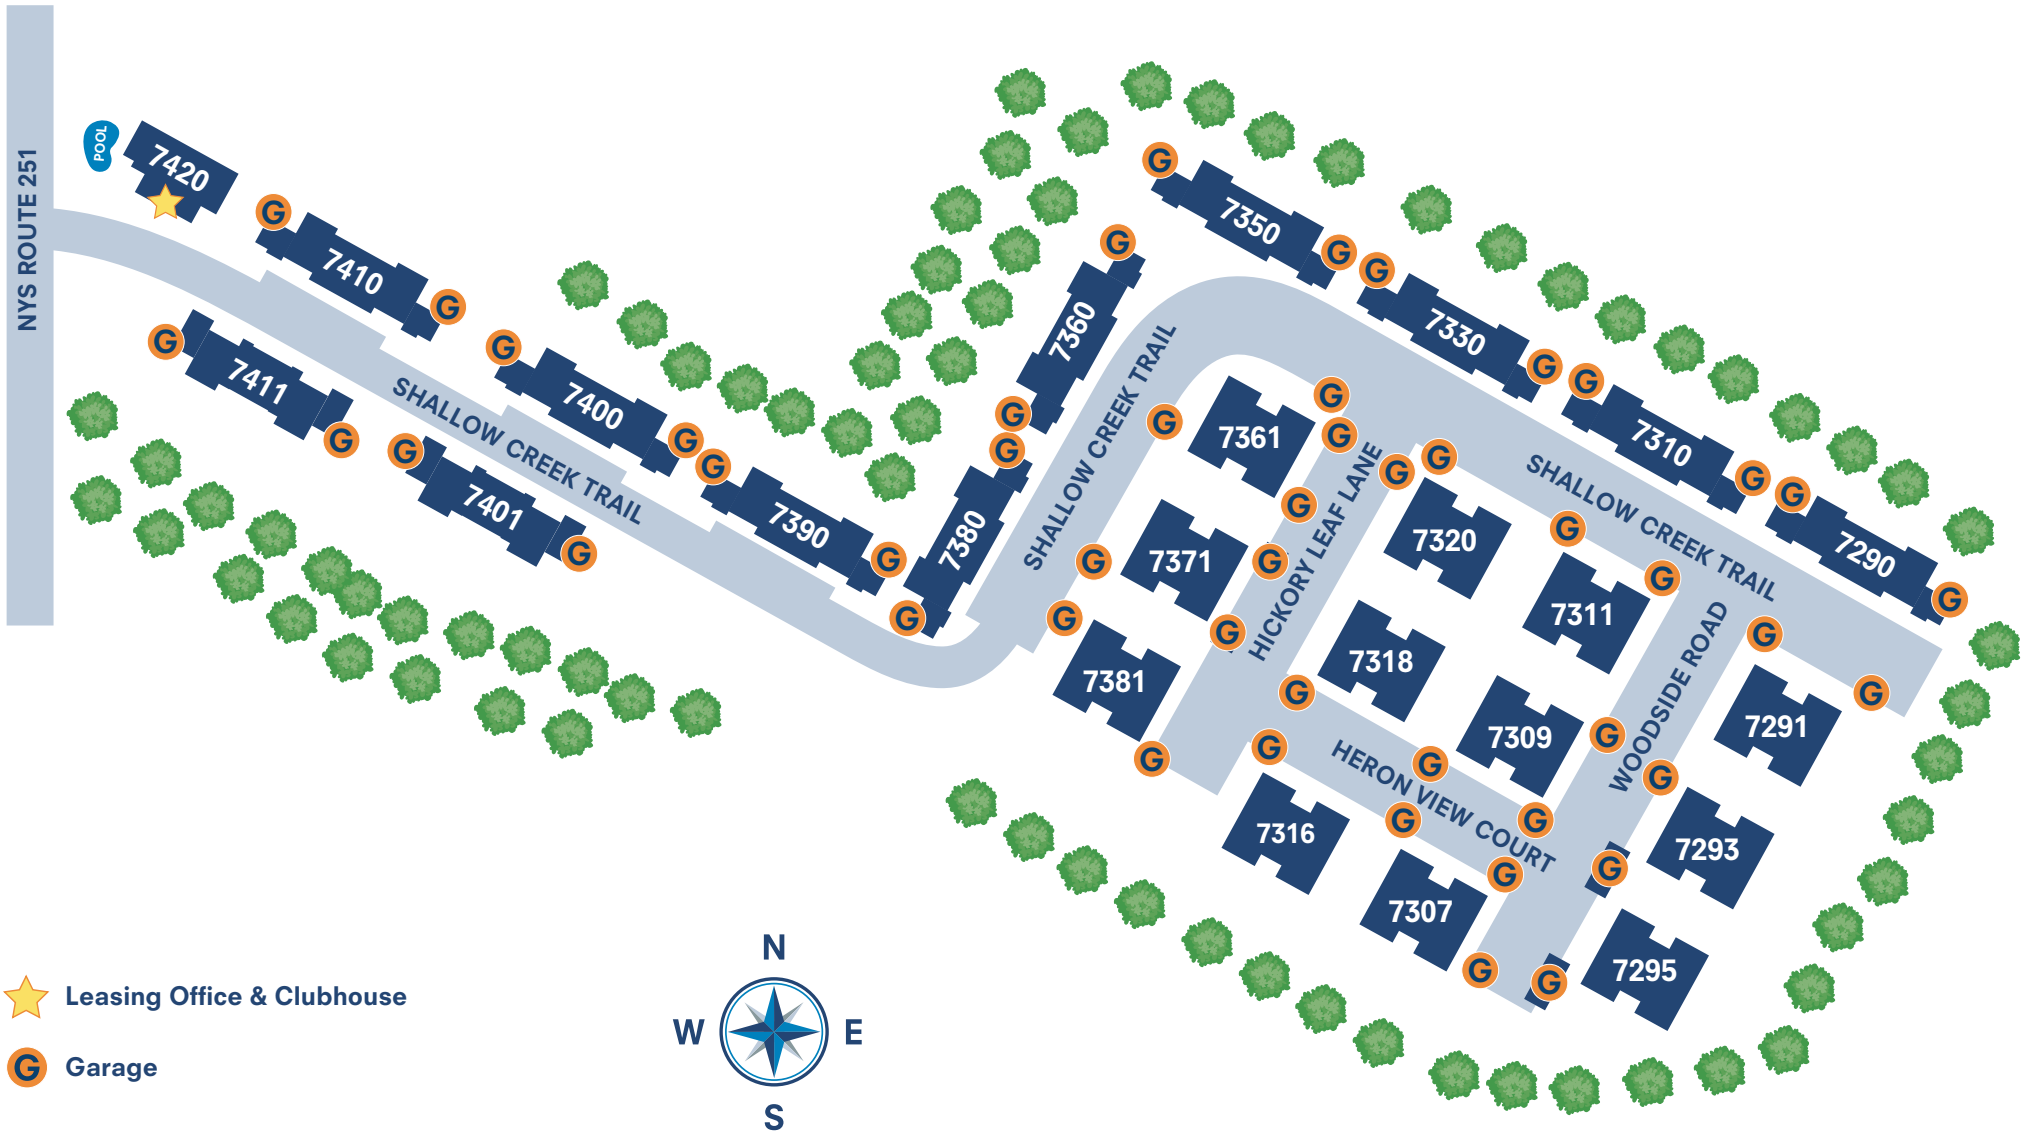 NYS ROUTE 251
POOL
7420
G
7410
G
G
7411
G
SHALLOW CREEK TRAIL
G
7400
G
G
7401
G
G
7390
G
G
7380
G
G
7360
G
SHALLOW CREEK TRAIL
G
7350
G
G
7330
G
G
7310
G
G
7290
G
SHALLOW CREEK TRAIL
G
7361
G
G
G
G
7371
G
G
G
7381
G
HICKORY LEAF LANE
G
G
7320
G
7311
G
7318
G
7309
G
G
G
HERON VIEW COURT
G
7316
G
7307
G
G
WOODSIDE ROAD
G
7291
G
G
7293
G
7295
G
Leasing Office & Clubhouse
G Garage
N
W E
S